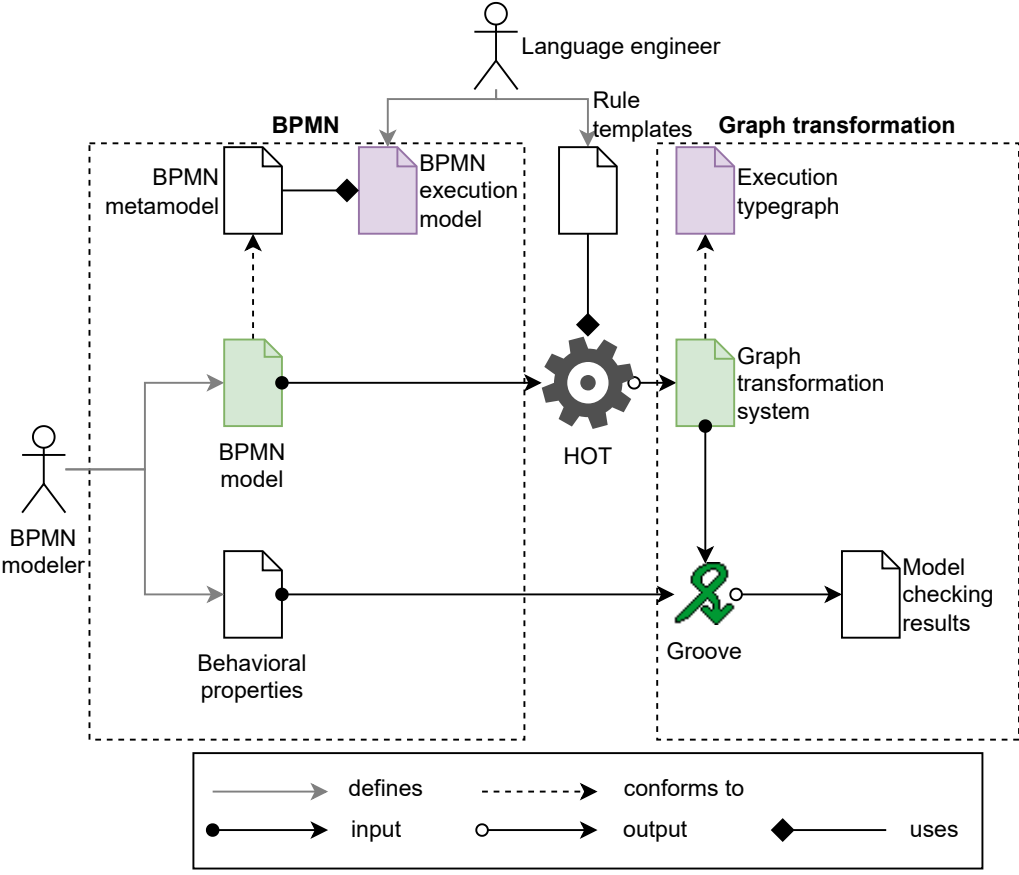 Language engineer
Rule
templates
BPMN
Graph transformation
BPMN
metamodel
BPMN
execution
model
Execution
typegraph
Graph
transformation
system
BPMN
model
HOT
BPMN
modeler
Model
checking
results
Groove
Behavioral
properties
defines
conforms to
input
output
uses